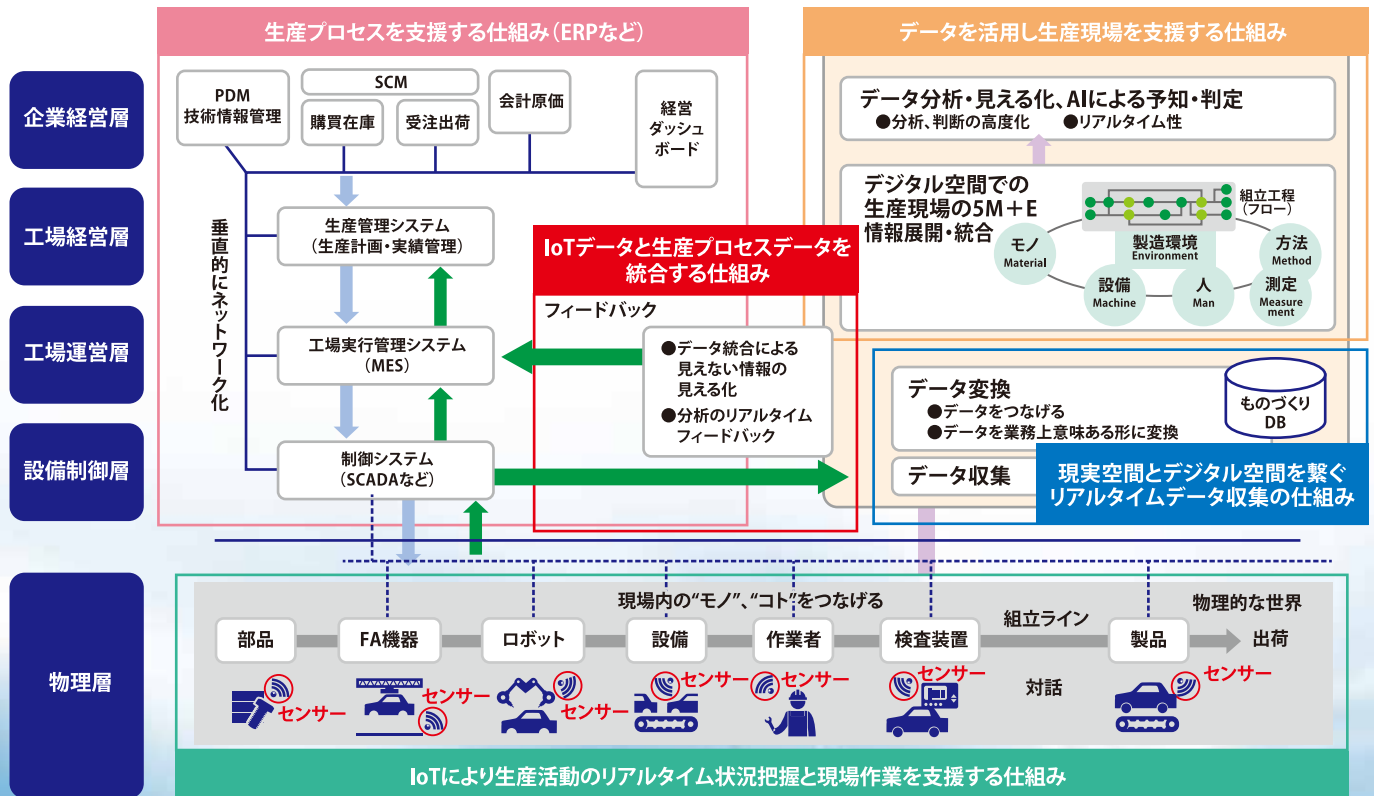 生産プロセスを支援する仕組み（ERPなど）
データを活用し生産現場を支援する仕組み
企業経営層
工場経営層
工場運営層
設備制御層
物理層
PDM
技術情報管理
SCM
購買在庫
受注出荷
会計原価
経営
ダッシュ
ボード
垂直的にネットワーク化
生産管理システム
（生産計画・実績管理）
工場実行管理システム
（MES）
制御システム
（SCADAなど）
IoTデータと生産プロセスデータを
統合する仕組み
フィードバック
●データ統合による
見えない情報の
見える化
●分析のリアルタイム
フィードバック
データ分析・見える化、AIによる予知・判定
●分析、判断の高度化
●リアルタイム性
デジタル空間での
生産現場の5M＋E
情報展開・統合
組立工程
（フロー）
モノ
Material
製造環境
Environment
方法
Method
設備
Machine
人
Man
測定
Measure
ment
データ変換
●データをつなげる
●データを業務上意味ある形に変換
ものづくり
DB
データ収集
現実空間とデジタル空間を繋ぐ
リアルタイムデータ収集の仕組み
現場内の“モノ”、“コト”をつなげる
物理的な世界
部品
FA機器
ロボット
設備
作業者
検査装置
組立ライン
製品
出荷
センサー
センサー
センサー
センサー
センサー
センサー
対話
センサー
IoTにより生産活動のリアルタイム状況把握と現場作業を支援する仕組み